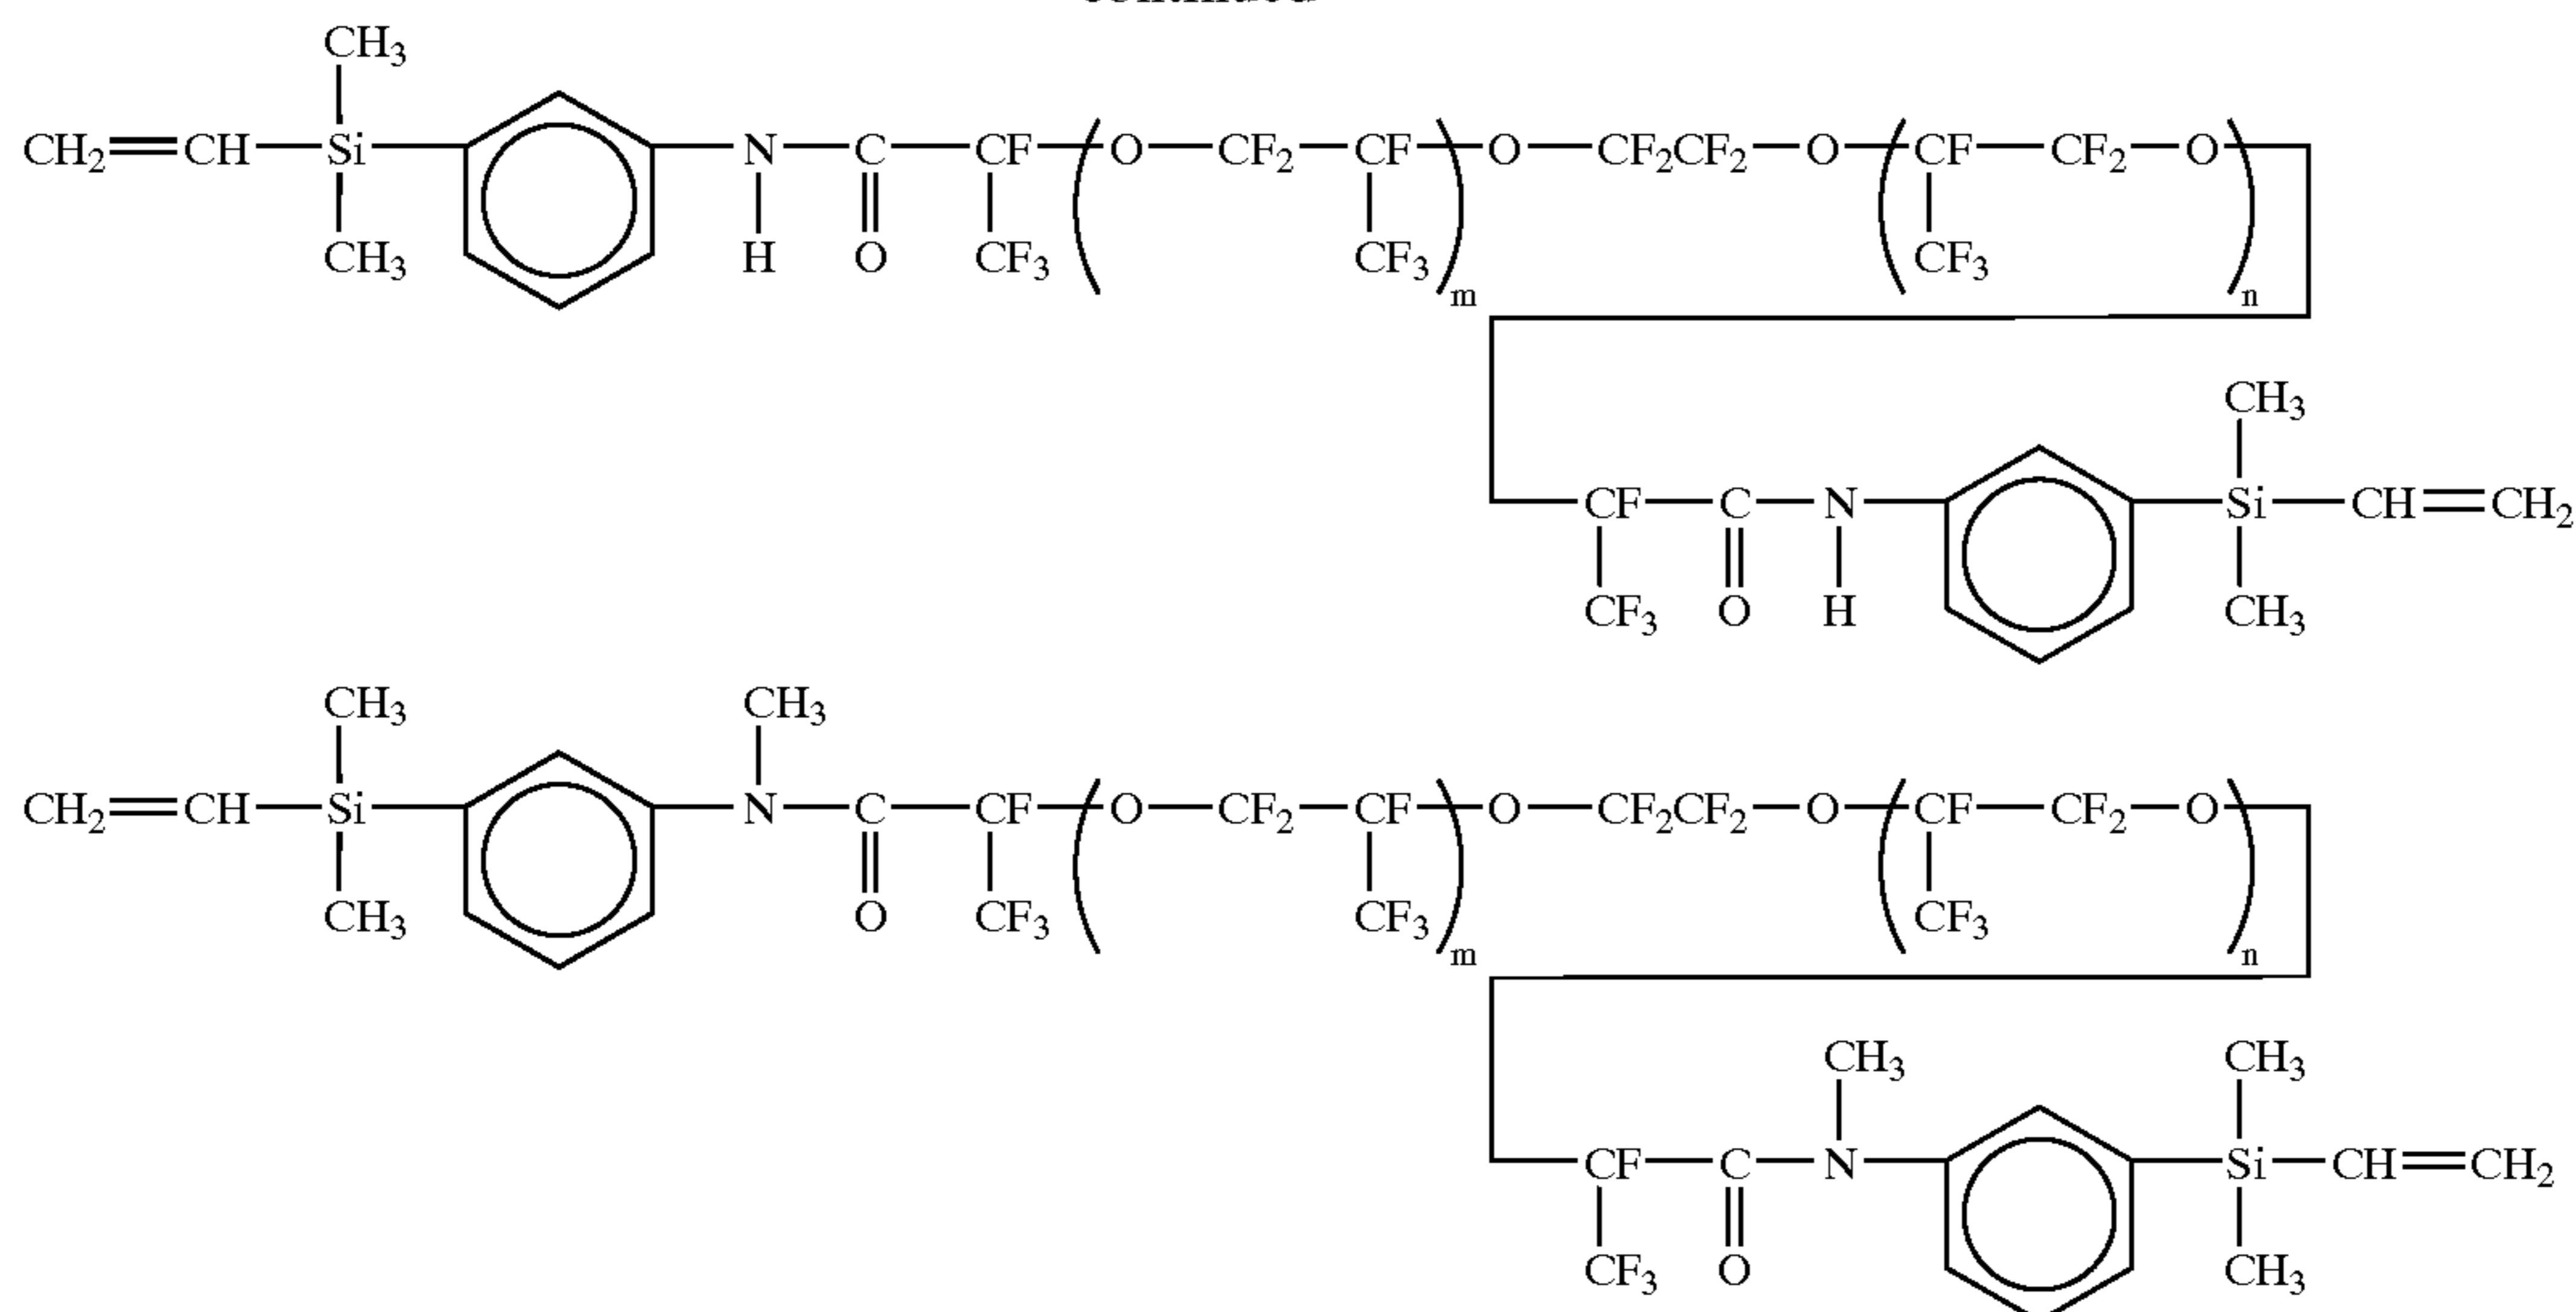 CH3
CH2=CH—Si—N—C—CF—(O—CF2—CF)m—O—CF2CF2—O—(CF—CF2—O)n
CH3 H O CF3 CF3 CF3
CH3
CF—C—N—Si—CH=CH2
CF3 O H CH3
CH3 CH3
CH2=CH—Si—N—C—CF—(O—CF2—CF)m—O—CF2CF2—O—(CF—CF2—O)n
CH3 O CF3 CF3 CF3
CH3 CH3
CF—C—N—Si—CH=CH2
CF3 O CH3